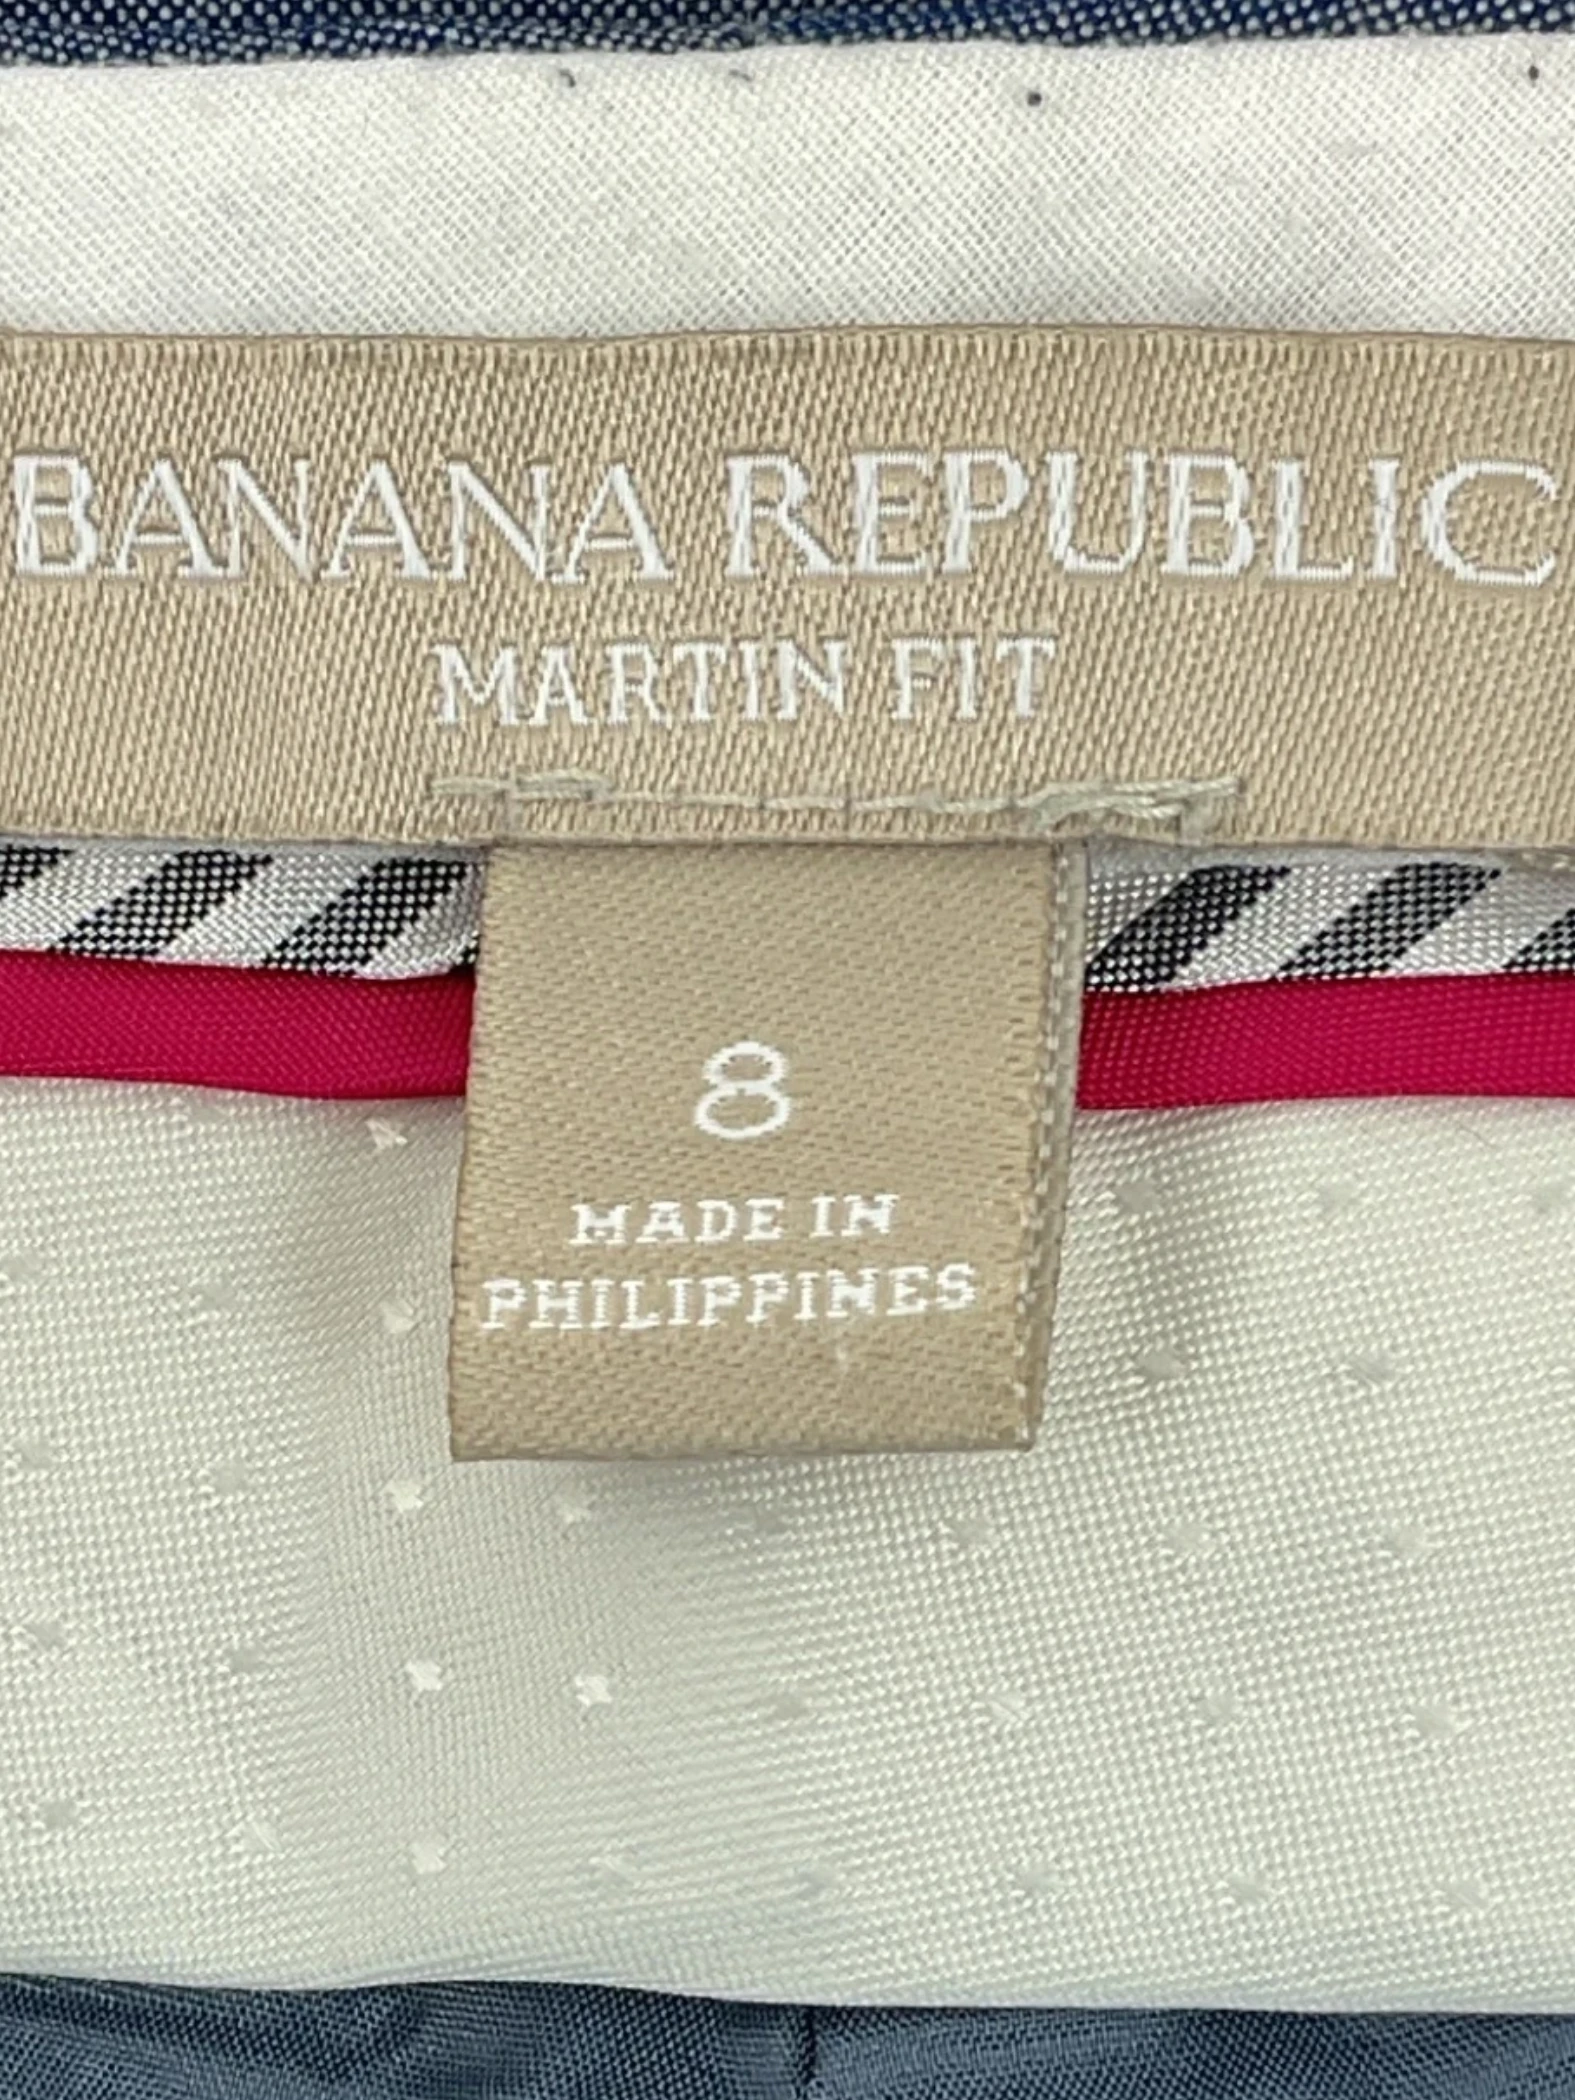 BANANA REPUBLIC
MARTIN FIT
8
MADE IN
PHILIPPINES